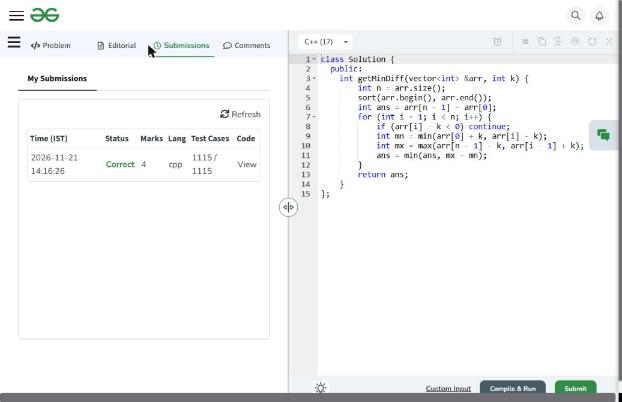 </> Problem
Editorial
Submissions
Comments
My Submissions
Refresh
Time (IST) Status Marks Lang Test Cases Code
2026-11-21 14:16:26 Correct 4 cpp 1115 / 1115 View
C++ (17)
1 class Solution {
2 public:
3 int getMinDiff(vector<int> &arr, int k) {
4 int n = arr.size();
5 sort(arr.begin(), arr.end());
6 int ans = arr[n - 1] - arr[0];
7 for (int i = 1; i < n; i++) {
8 if (arr[i] - k < 0) continue;
9 int mn = min(arr[0] + k, arr[i] - k);
10 int mx = max(arr[n - 1] - k, arr[i - 1] + k);
11 ans = min(ans, mx - mn);
12 }
13 return ans;
14 }
15 };
Custom Input
Compile & Run
Submit